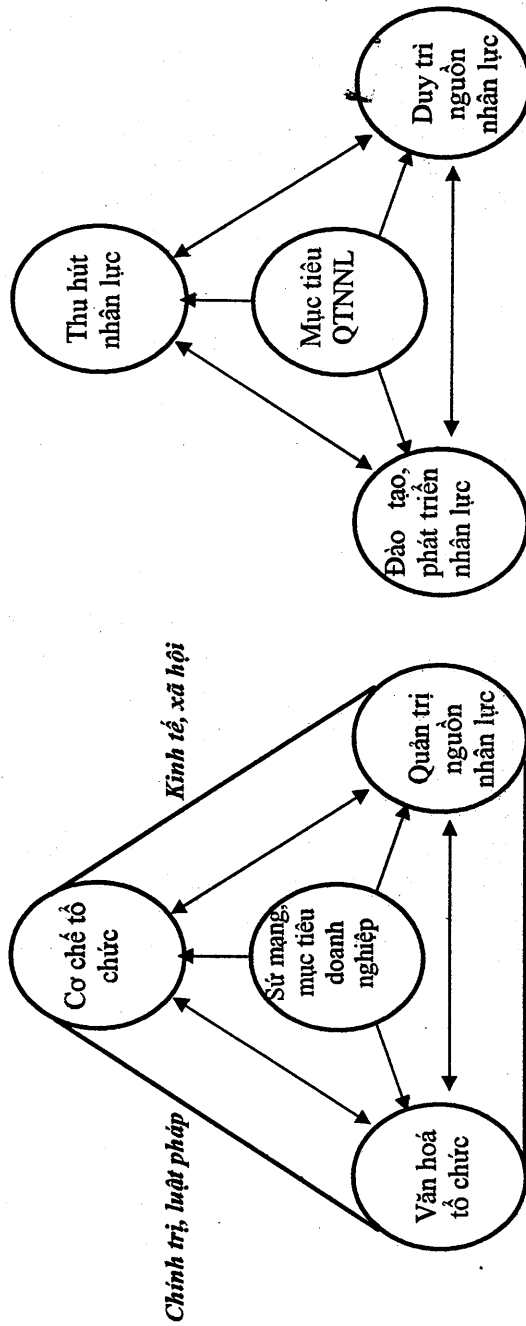 Chính trị, luật pháp
Kinh tế, xã hội
Cơ chế tổ
chức
Sứ mạng,
mục tiêu
doanh
nghiệp
Văn hoá
tổ chức
Quản trị
nguồn
nhân lực
Thu hút
nhân lực
Mục tiêu
QTNNL
Đào tạo,
phát triển
nhân lực
Duy trì
nguồn
nhân lực